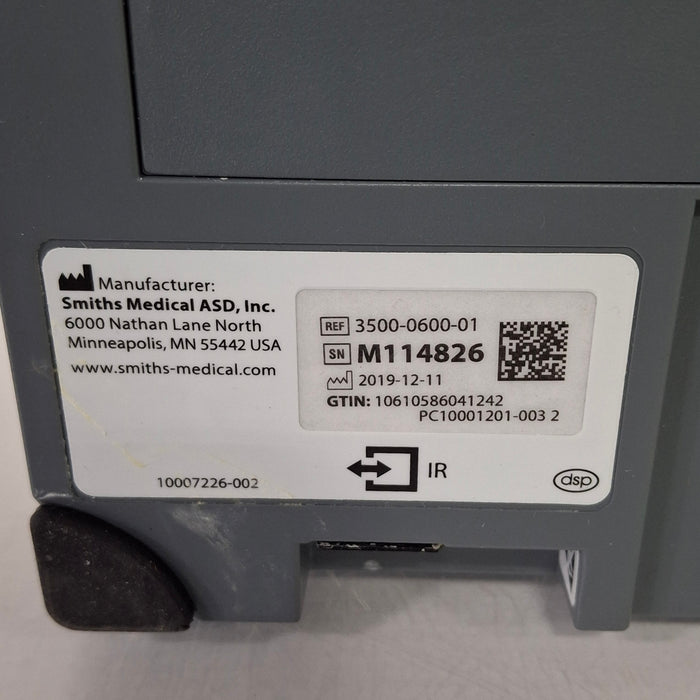 Manufacturer:
Smiths Medical ASD, Inc.
6000 Nathan Lane North
Minneapolis, MN 55442 USA
www.smiths-medical.com
10007226-002
REF 3500-0600-01
SN M114826
2019-12-11
GTIN: 10610586041242
PC10001201-003 2
IR
dsp